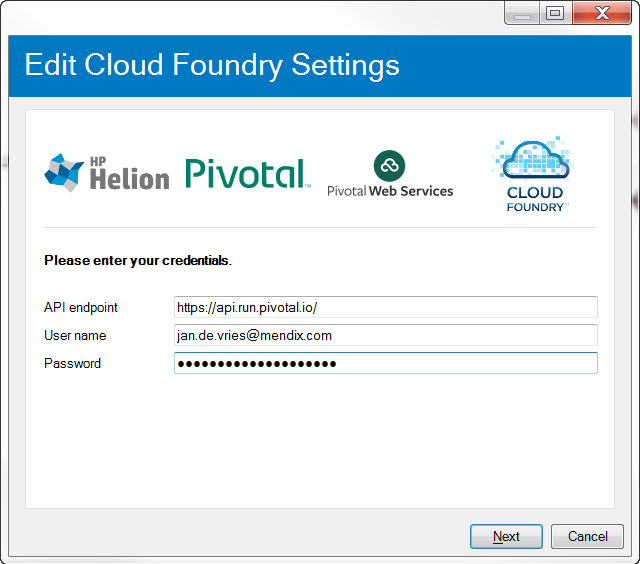 Edit Cloud Foundry Settings
HP
Helion
Pivotal™
Pivotal Web Services
CLOUD
FOUNDRY™
Please enter your credentials.
API endpoint https://api.run.pivotal.io/
User name jan.de.vries@mendix.com
Password ●●●●●●●●●●●●●●●●●●●●
Next Cancel